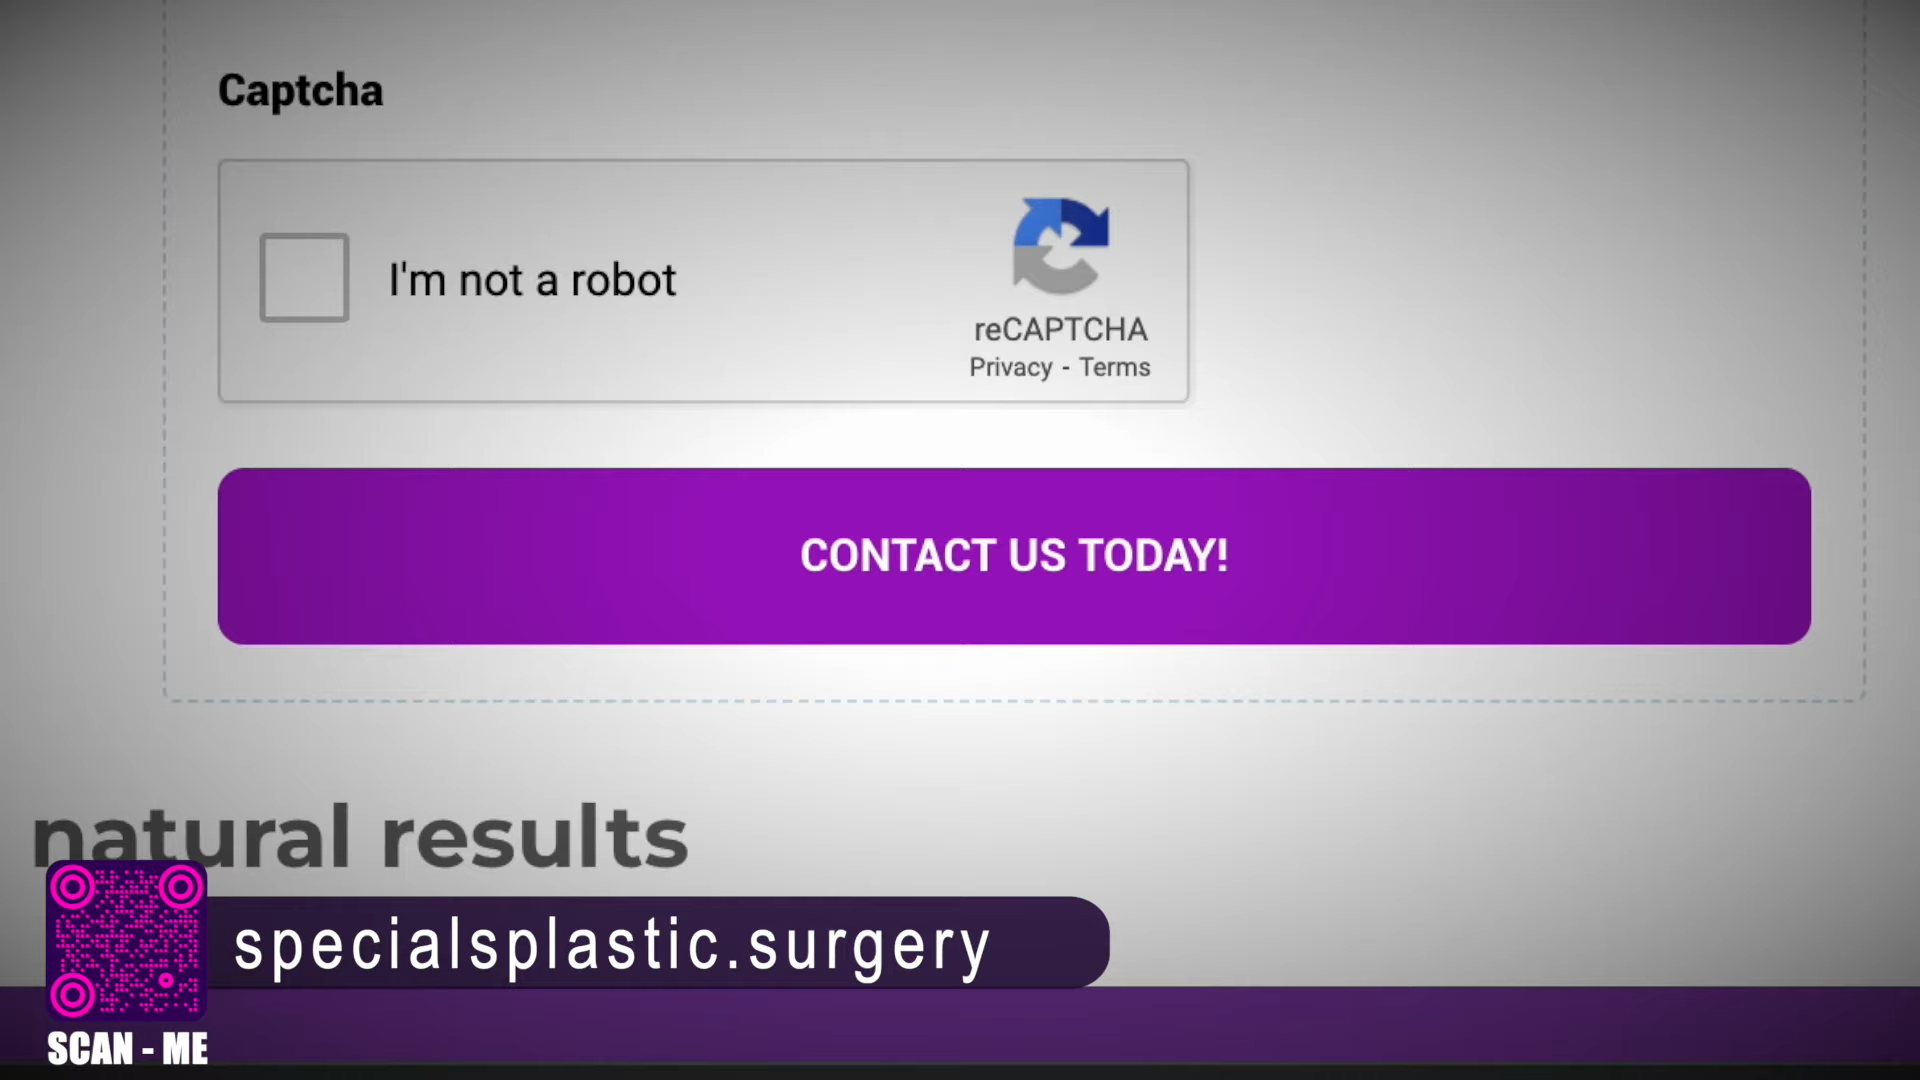 Captcha
I'm not a robot
reCAPTCHA
Privacy - Terms
CONTACT US TODAY!
natural results
specialsplastic.surgery
SCAN - ME